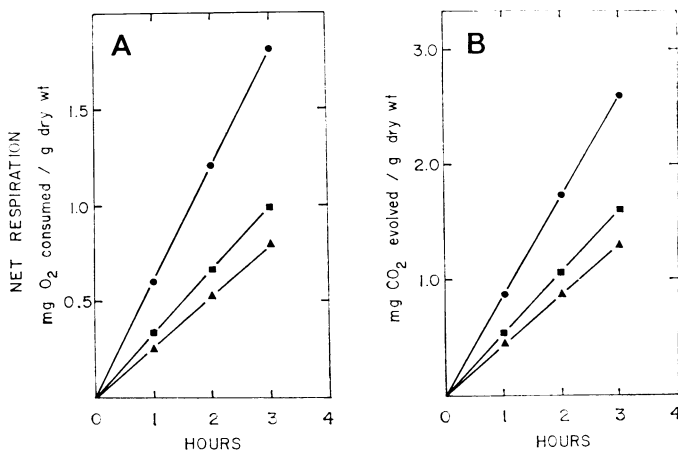 A
NET RESPIRATION
mg O₂ consumed / g dry wt
1.5
1.0
0.5
0 1 2 3 4
HOURS
B
mg CO₂ evolved / g dry wt
3.0
2.0
1.0
0 1 2 3 4
HOURS